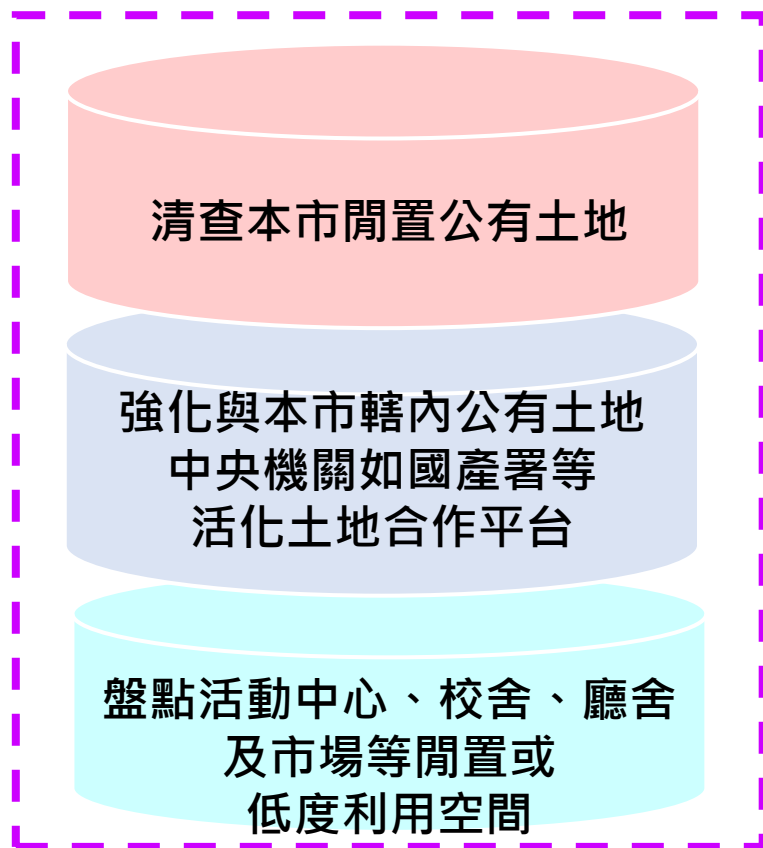 清查本市閒置公有土地
強化與本市轄內公有土地
中央機關如國產署等
活化土地合作平台
盤點活動中心、校舍、廳舍
及市場等閒置或
低度利用空間